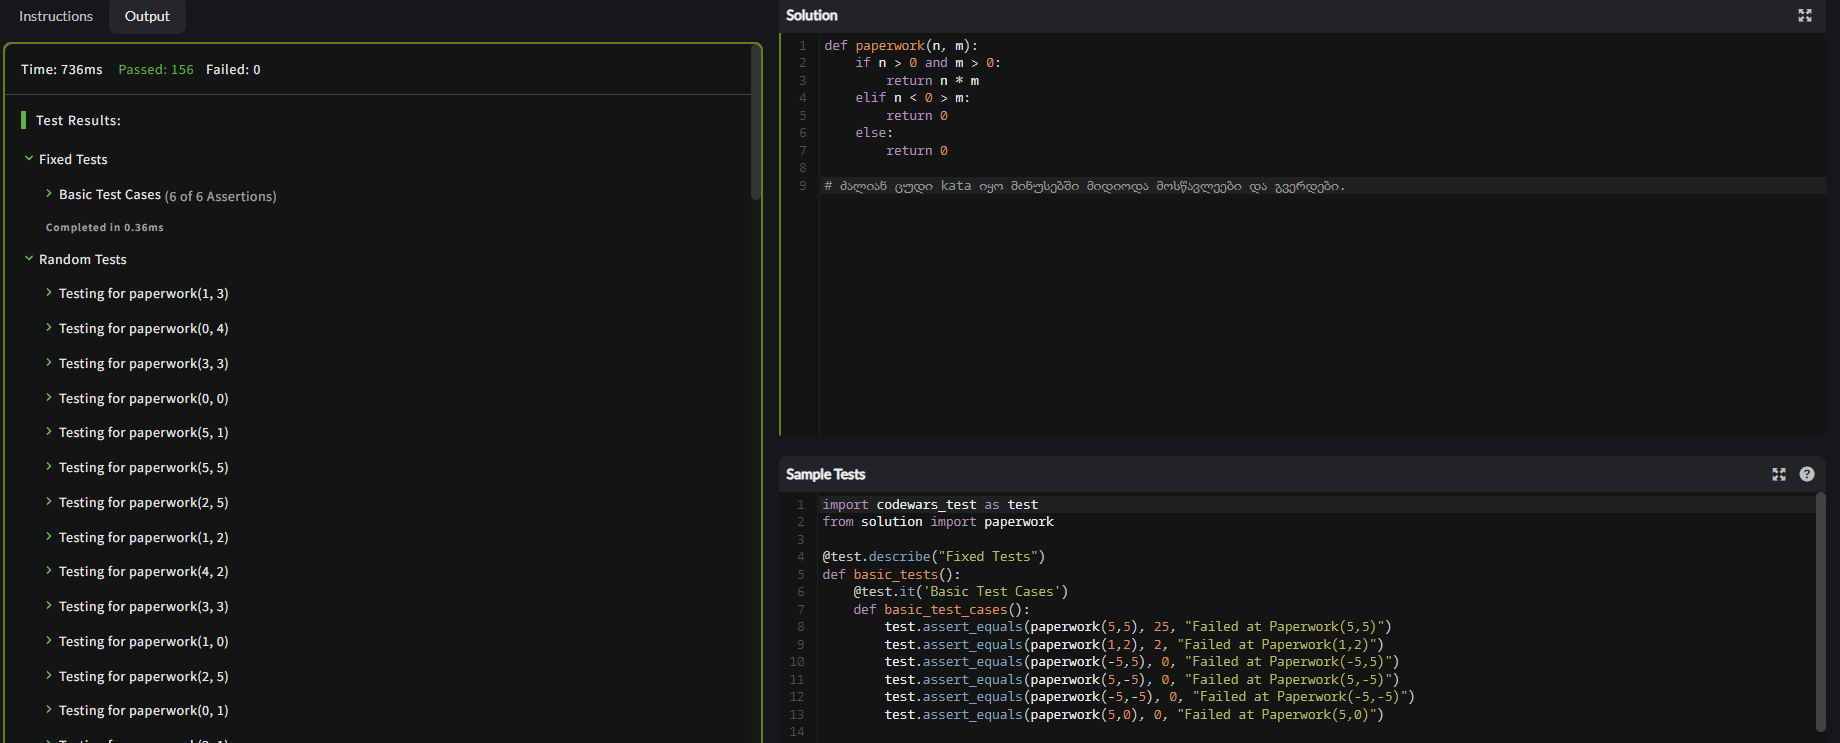 Instructions
Output
Time: 736ms Passed: 156 Failed: 0
Test Results:
Fixed Tests
Basic Test Cases (6 of 6 Assertions)
Completed in 0.36ms
Random Tests
Testing for paperwork(1, 3)
Testing for paperwork(0, 4)
Testing for paperwork(3, 3)
Testing for paperwork(0, 0)
Testing for paperwork(5, 1)
Testing for paperwork(5, 5)
Testing for paperwork(2, 5)
Testing for paperwork(1, 2)
Testing for paperwork(4, 2)
Testing for paperwork(3, 3)
Testing for paperwork(1, 0)
Testing for paperwork(2, 5)
Testing for paperwork(0, 1)
Solution
1 def paperwork(n, m):
2 if n > 0 and m > 0:
3 return n * m
4 elif n < 0 > m:
5 return 0
6 else:
7 return 0
8
9 # ძალიან ცუდი kata იყო მინუსებში მიდიოდა მოსწავლეები და გვერდები.
Sample Tests
1 import codewars_test as test
2 from solution import paperwork
3
4 @test.describe("Fixed Tests")
5 def basic_tests():
6 @test.it('Basic Test Cases')
7 def basic_test_cases():
8 test.assert_equals(paperwork(5,5), 25, "Failed at Paperwork(5,5)")
9 test.assert_equals(paperwork(1,2), 2, "Failed at Paperwork(1,2)")
10 test.assert_equals(paperwork(-5,5), 0, "Failed at Paperwork(-5,5)")
11 test.assert_equals(paperwork(5,-5), 0, "Failed at Paperwork(5,-5)")
12 test.assert_equals(paperwork(-5,-5), 0, "Failed at Paperwork(-5,-5)")
13 test.assert_equals(paperwork(5,0), 0, "Failed at Paperwork(5,0)")
14